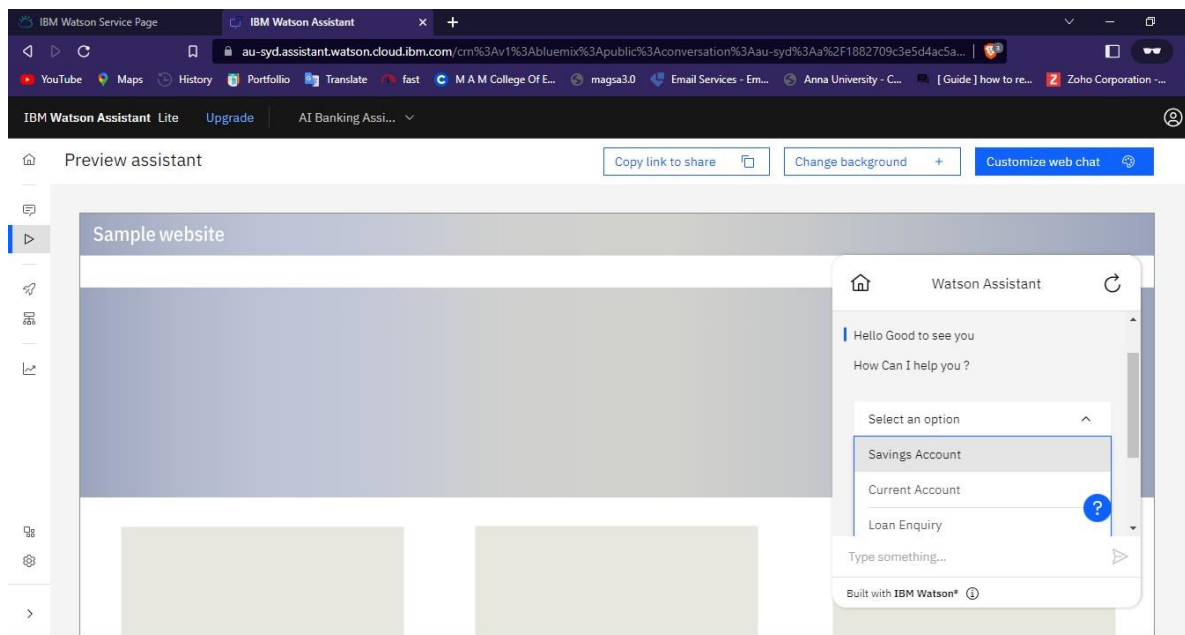 IBM Watson Service Page
IBM Watson Assistant
au-syd.assistant.watson.cloud.ibm.com/crn%3Av1%3Abluemix%3Apublic%3Aconversation%3Aau-syd%3Aa%2F1882709c3e5d4ac5a...
YouTube Maps History Portfollio Translate fast M A M College Of E... magsa3.0 Email Services - Em... Anna University - C... [ Guide ] how to re... Zoho Corporation -...
IBM Watson Assistant Lite Upgrade AI Banking Assi...
Preview assistant Copy link to share Change background + Customize web chat
Sample website
Watson Assistant
Hello Good to see you
How Can I help you ?
Select an option
Savings Account
Current Account
?
Loan Enquiry
Type something...
Built with IBM Watson®